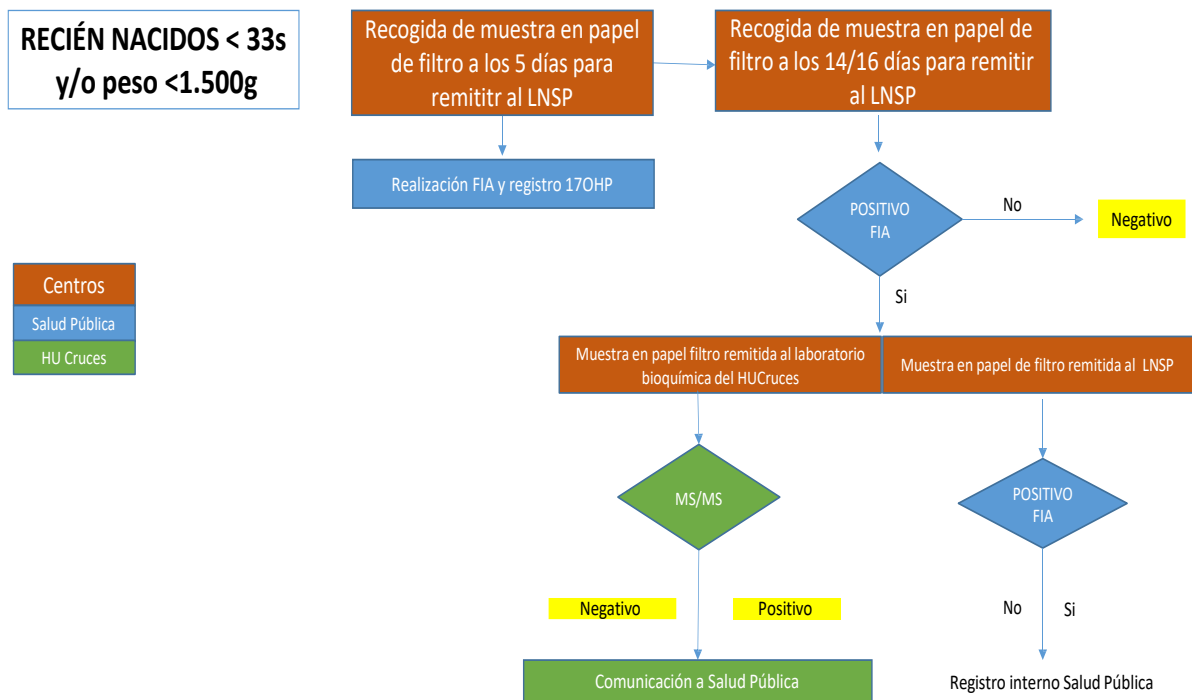 RECIÉN NACIDOS < 33s
y/o peso <1.500g
Recogida de muestra en papel
de filtro a los 5 días para
remititr al LNSP
Recogida de muestra en papel de
filtro a los 14/16 días para remitir
al LNSP
Realización FIA y registro 17OHP
POSITIVO
FIA
No
Negativo
Si
Centros
Salud Pública
HU Cruces
Muestra en papel filtro remitida al laboratorio
bioquímica del HUCruces
Muestra en papel de filtro remitida al LNSP
MS/MS
POSITIVO
FIA
Negativo
Positivo
No
Si
Comunicación a Salud Pública
Registro interno Salud Pública